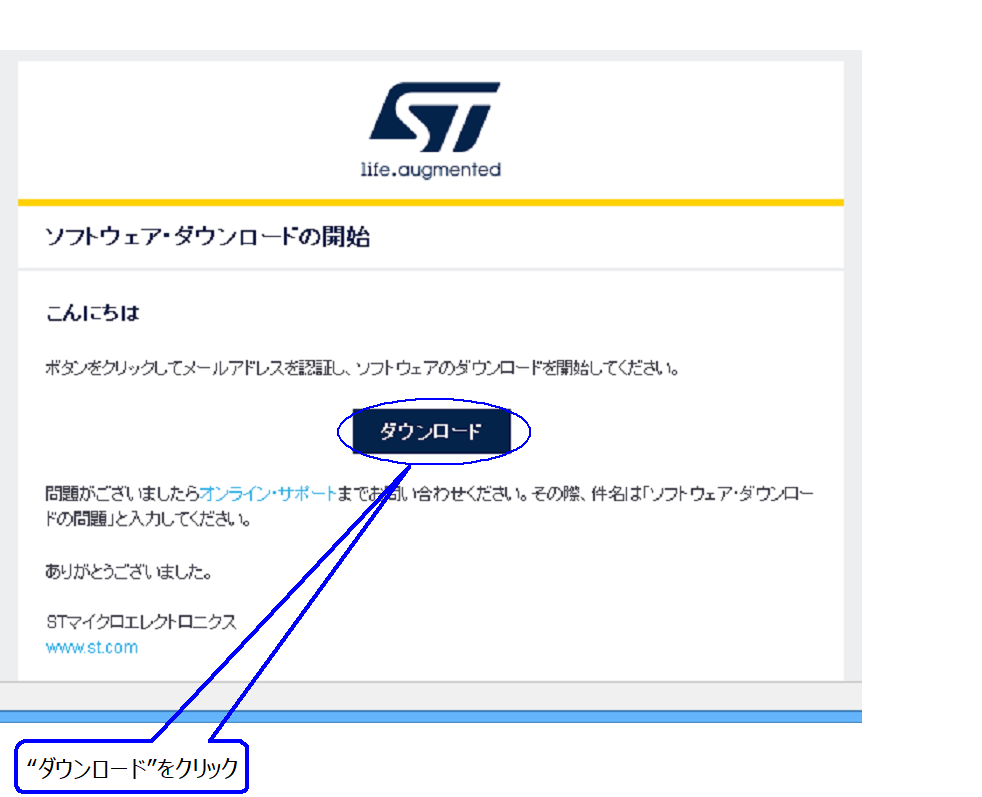 ST
life.augmented
ソフトウェア・ダウンロードの開始
こんにちは
ボタンをクリックしてメールアドレスを認証し、ソフトウェアのダウンロードを開始してください。
ダウンロード
問題がございましたらオンライン・サポートまでお問い合わせください。その際、件名は「ソフトウェア・ダウンロー
ドの問題」と入力してください。
ありがとうございました。
STマイクロエレクトロニクス
www.st.com
“ダウンロード”をクリック